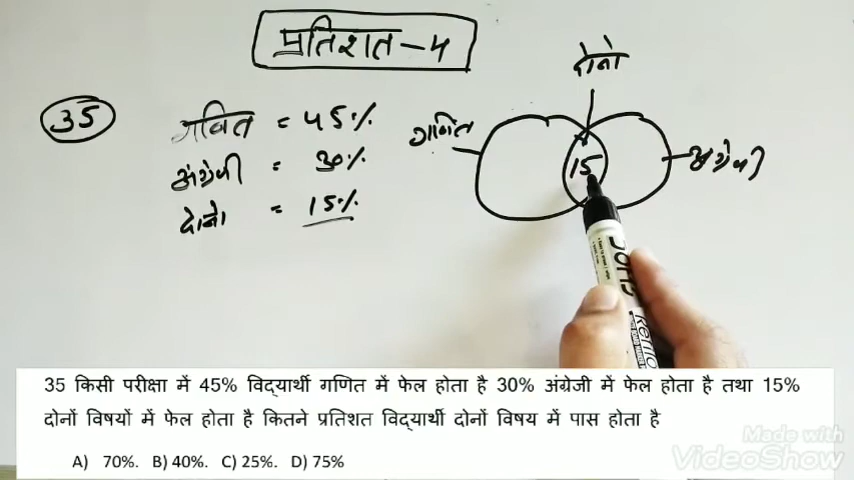 प्रतिशत-4
35
गणित = 45%
अंग्रेजी = 30%
दोनो = 15%
दोनो
गणित
15
अंग्रेजी
35 किसी परीक्षा में 45% विद्यार्थी गणित में फेल होता है 30% अंग्रेजी में फेल होता है तथा 15%
दोनों विषयों में फेल होता है कितने प्रतिशत विद्यार्थी दोनों विषय में पास होता है
A) 70%. B) 40%. C) 25%. D) 75%
Made with
VideoShow